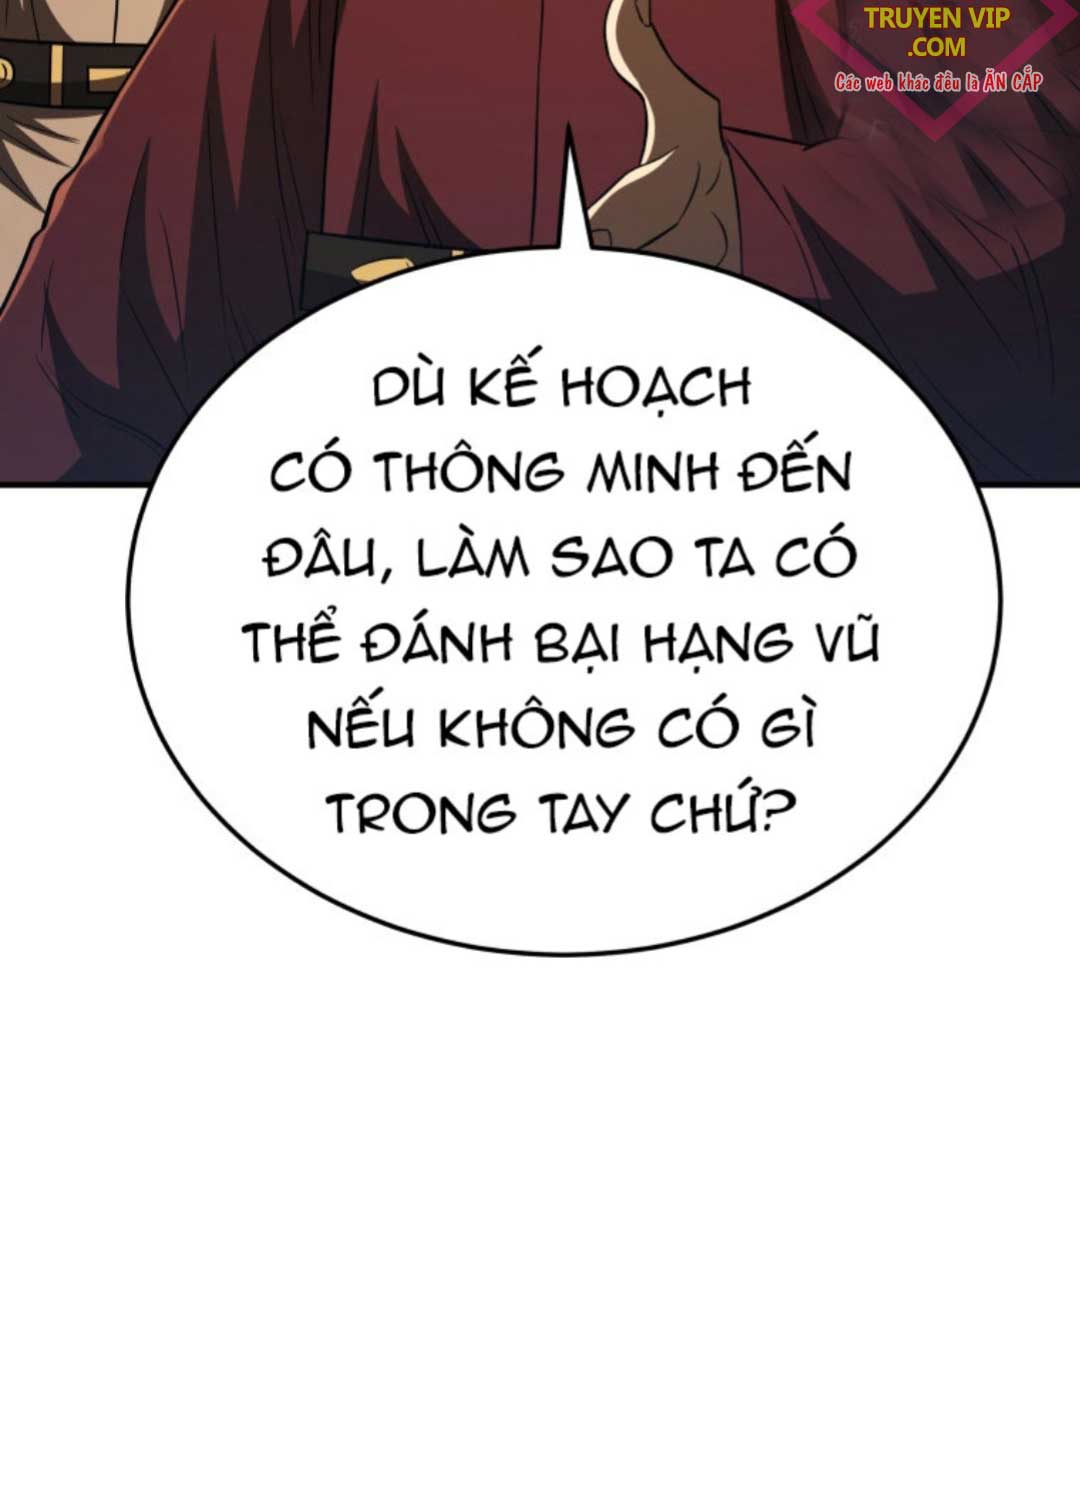 TRUYEN VIP
.COM
Các web khác đều là ĂN CẮP
DÙ KẾ HOẠCH
CÓ THÔNG MINH ĐẾN
ĐÂU, LÀM SAO TA CÓ
THỂ ĐÁNH BẠI HẠNG VŨ
NẾU KHÔNG CÓ GÌ
TRONG TAY CHỨ?